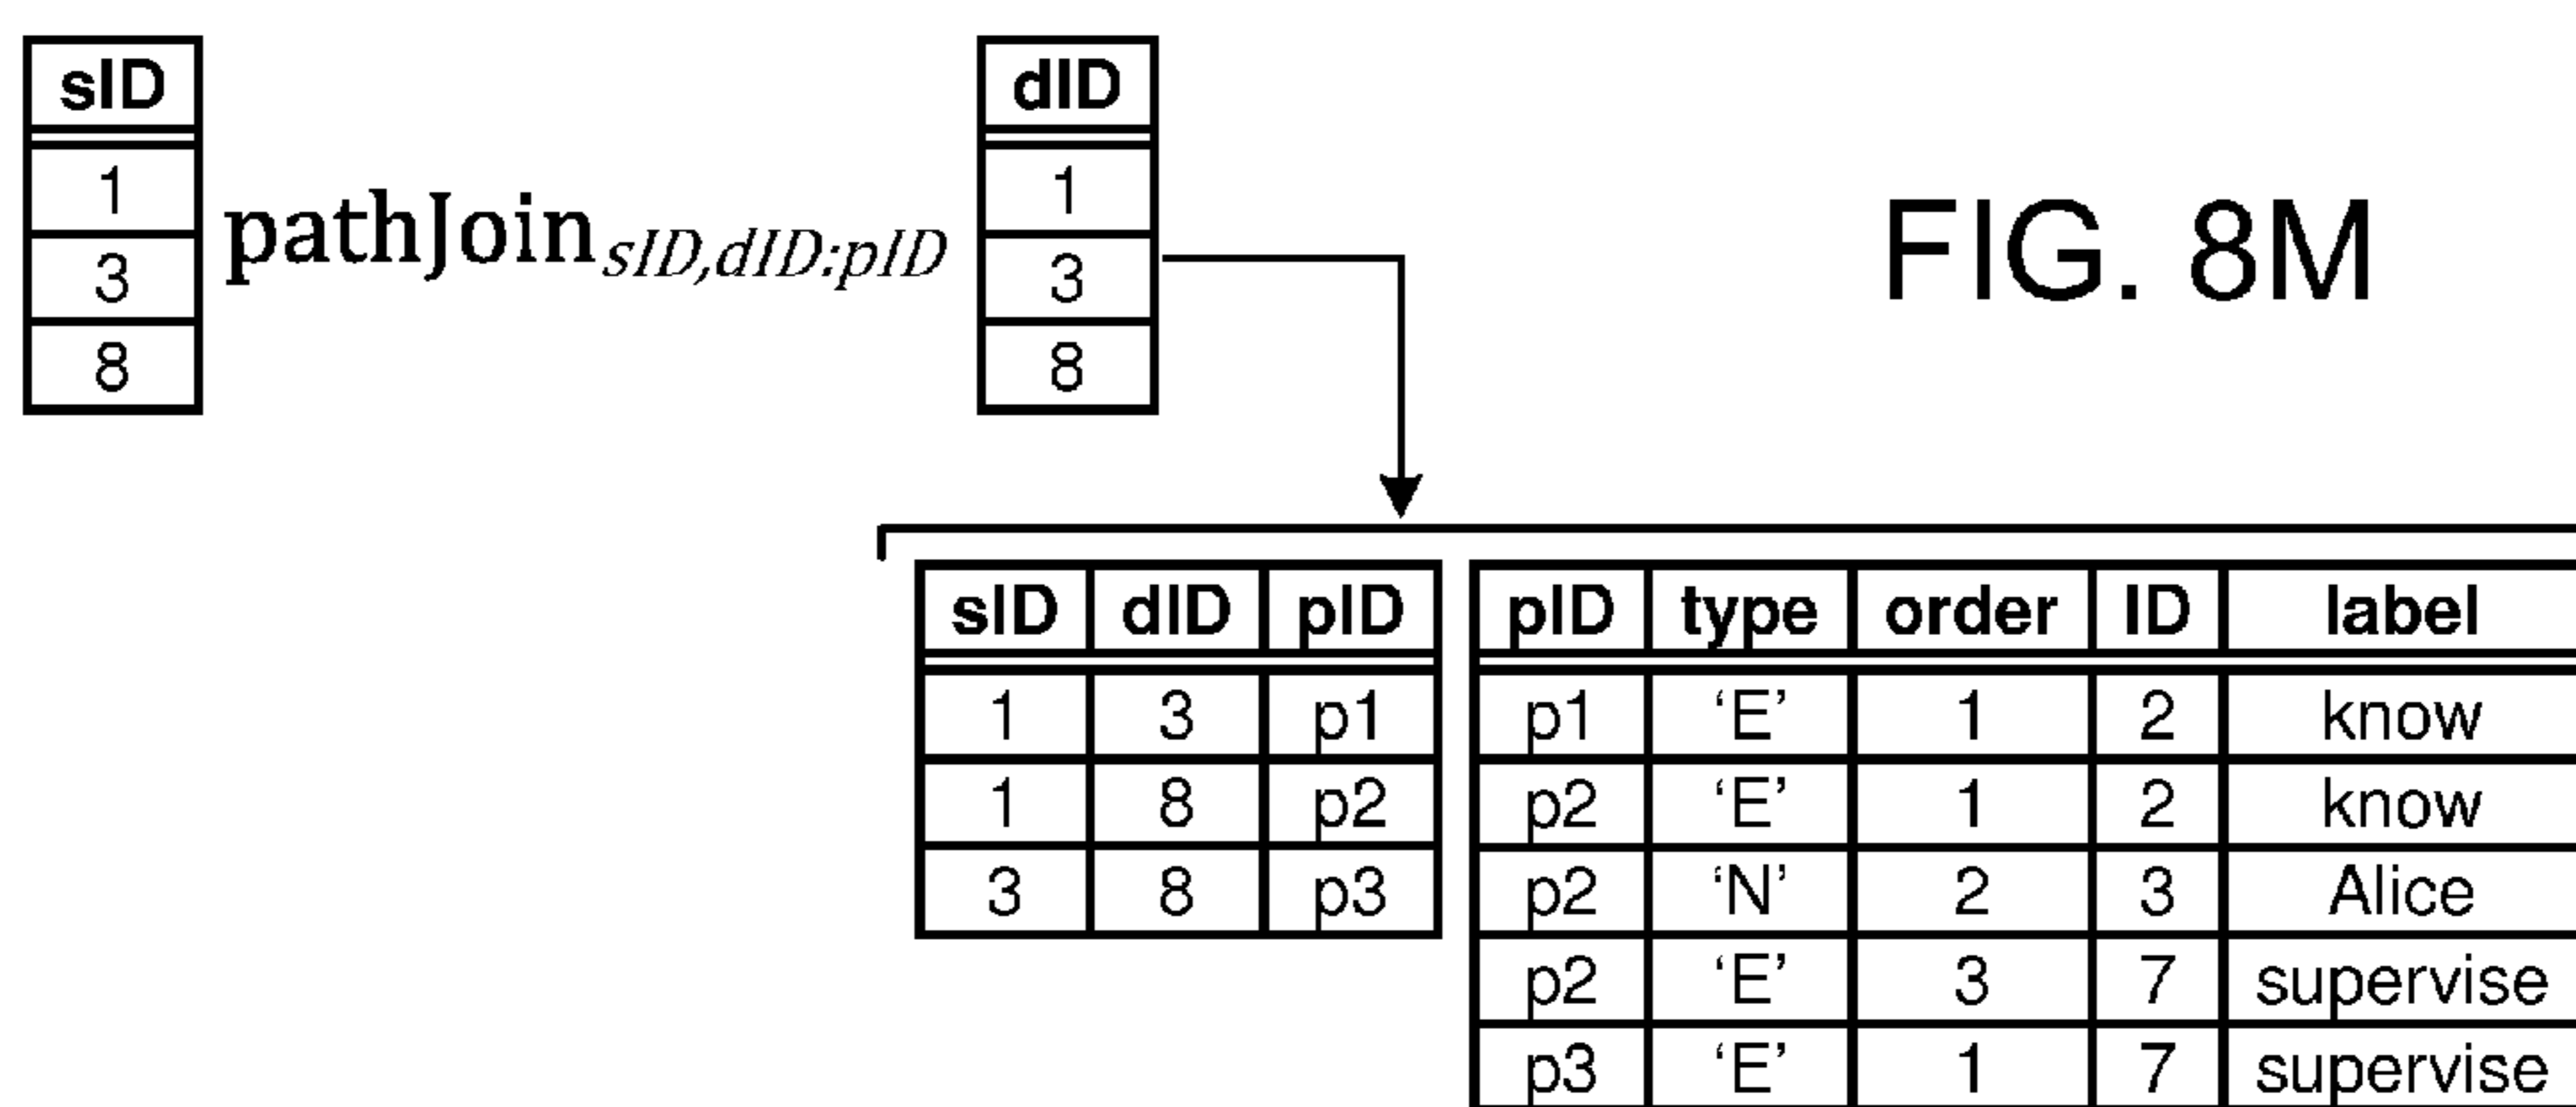 sID
1
3
8
pathJoin sID,dID:pID
dID
1
3
8
FIG. 8M
sID dID pID
1 3 p1
1 8 p2
3 8 p3
pID type order ID label
p1 ‘E’ 1 2 know
p2 ‘E’ 1 2 know
p2 ‘N’ 2 3 Alice
p2 ‘E’ 3 7 supervise
p3 ‘E’ 1 7 supervise